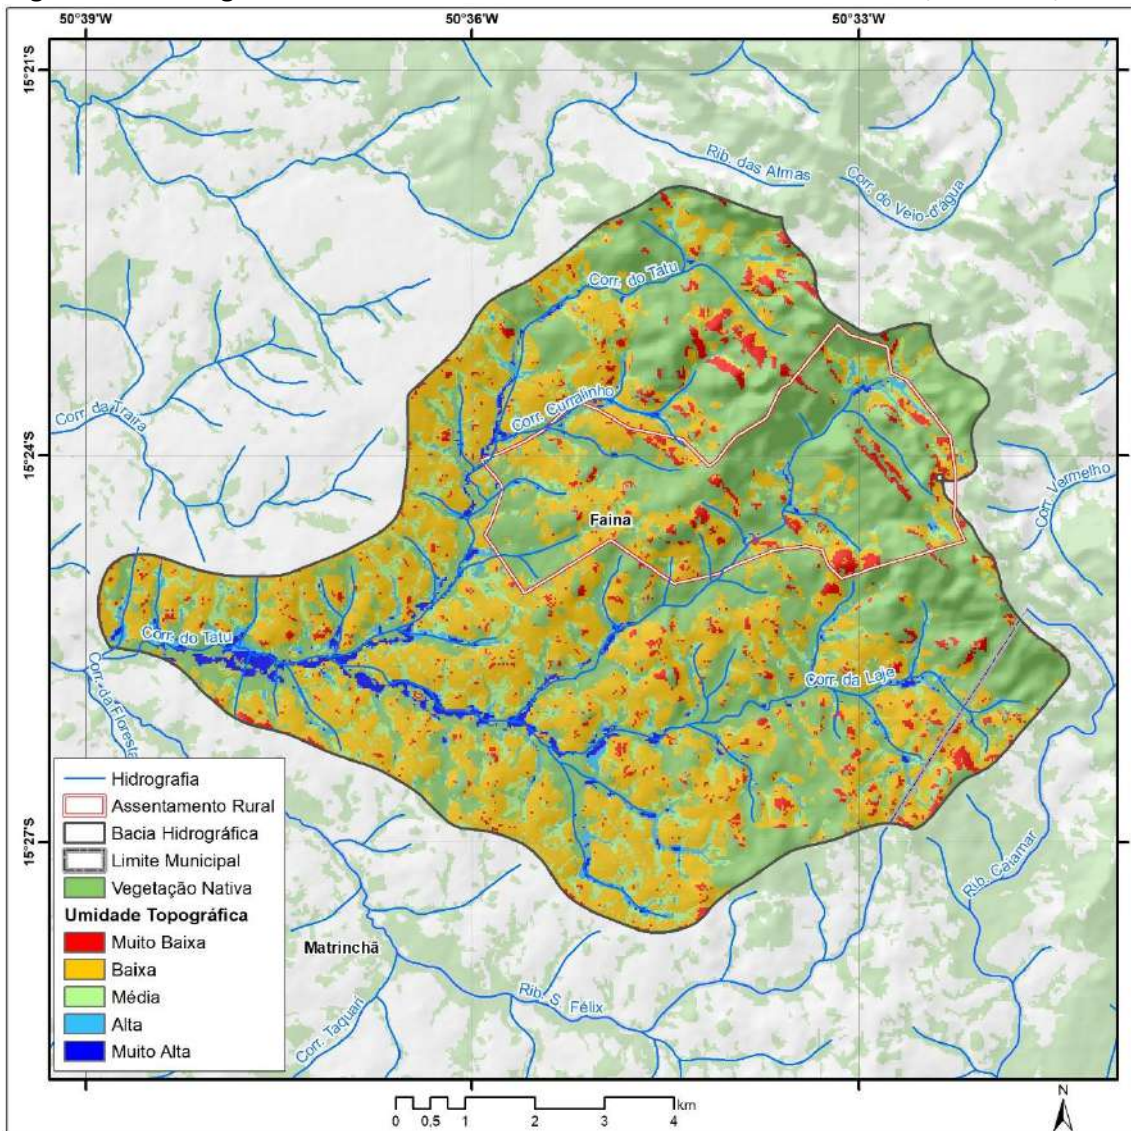 50°39'W
50°36'W
50°33'W
15°21'S
Rib. das Almas
Corr. do Veio-d'água
Corr. do Tatu
Corr. Curralinho
Corr. da Traíra
15°24'S
Corr. Vermelho
Faina
Corr. do Tatu
Corr. da Floresta
Corr. da Laje
15°27'S
Rib. Caiamar
Matrinchã
Rib. S. Félix
Corr. Taquari
Hidrografia
Assentamento Rural
Bacia Hidrográfica
Limite Municipal
Vegetação Nativa
Umidade Topográfica
Muito Baixa
Baixa
Média
Alta
Muito Alta
0 0,5 1 2 3 4 km
N